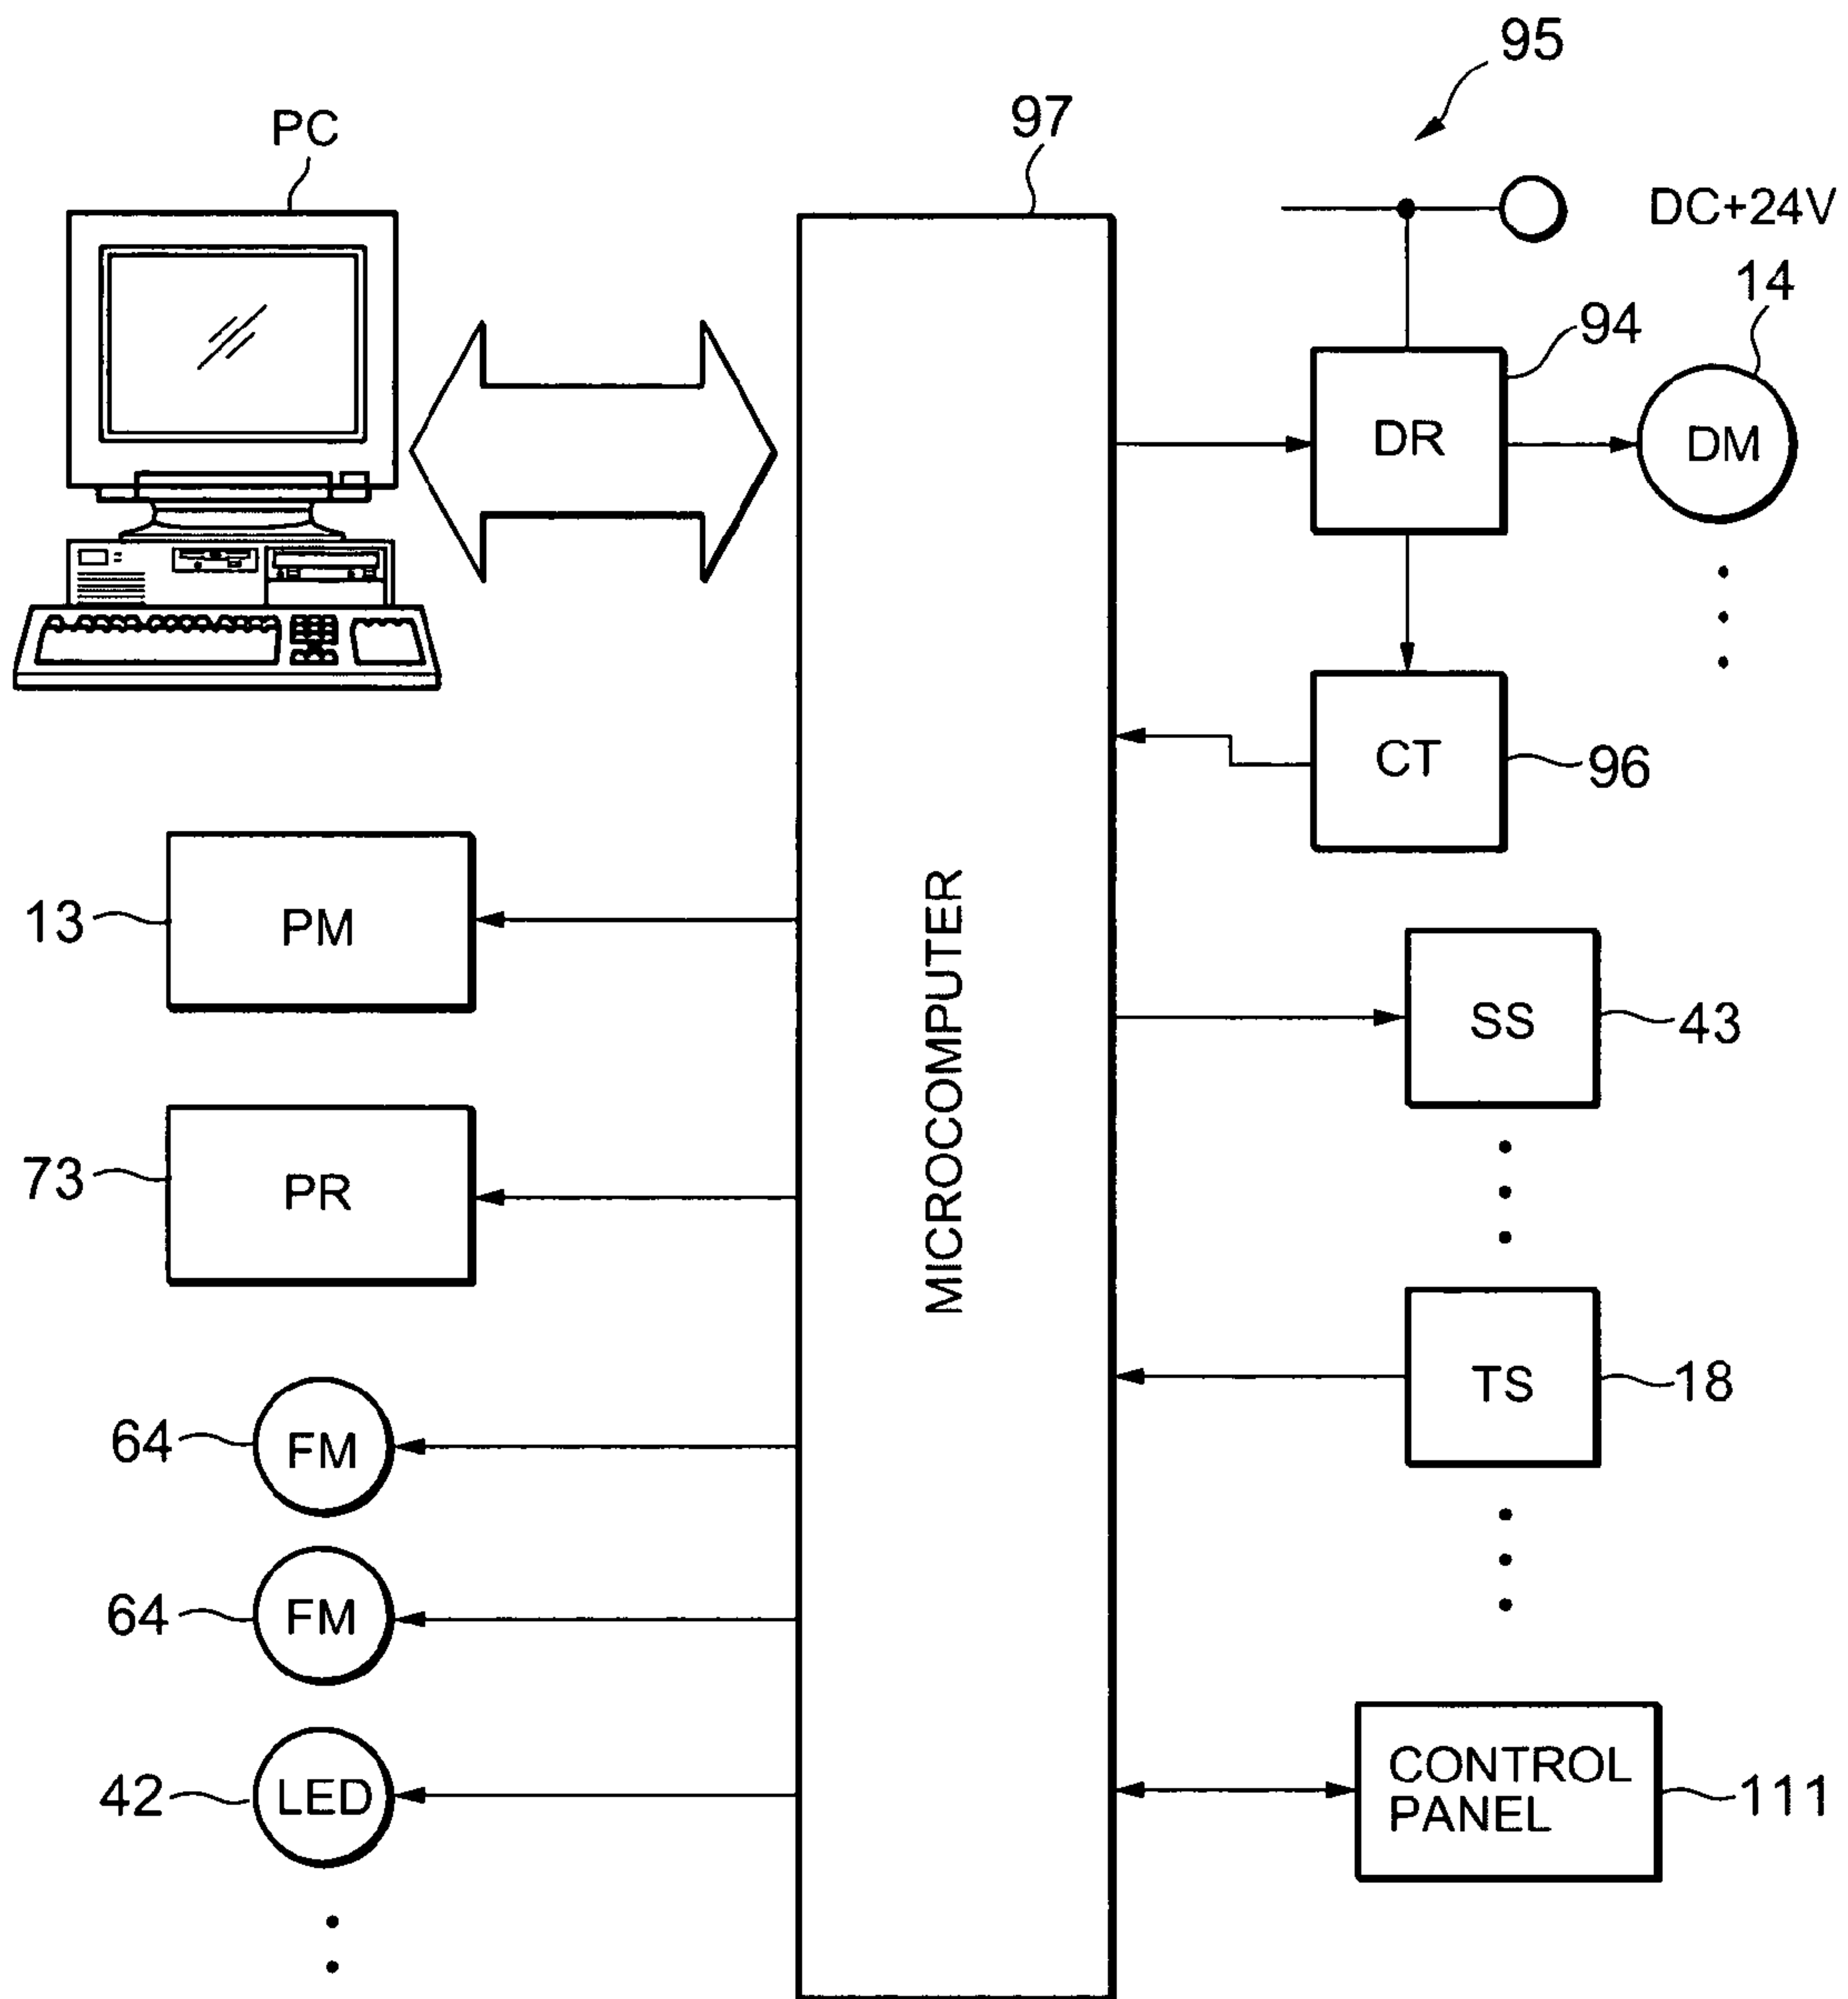 95
PC
97
DC+24V
14
94
DR
DM
CT
96
13
PM
MICROCOMPUTER
SS
43
73
PR
TS
18
64
FM
64
FM
CONTROL
PANEL
111
42
LED